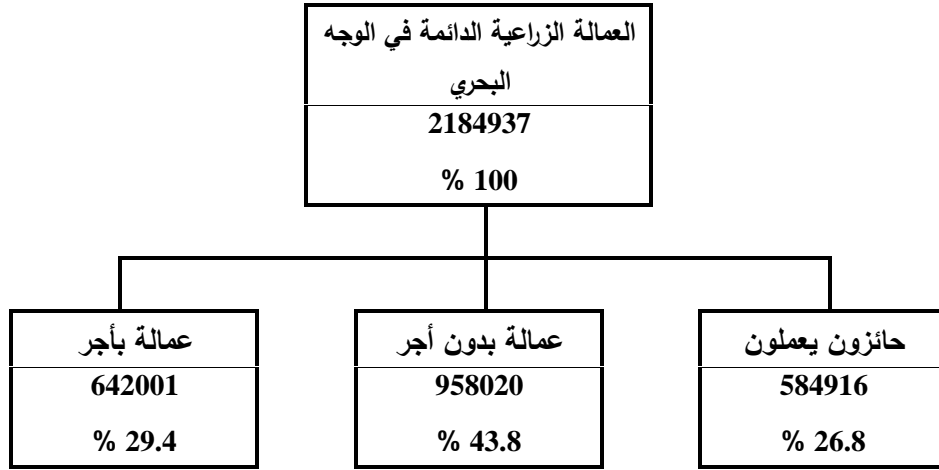 العمالة الزراعية الدائمة في الوجه
البحري
2184937
% 100
حائزون يعملون
584916
% 26.8
عمالة بدون أجر
958020
% 43.8
عمالة بأجر
642001
% 29.4